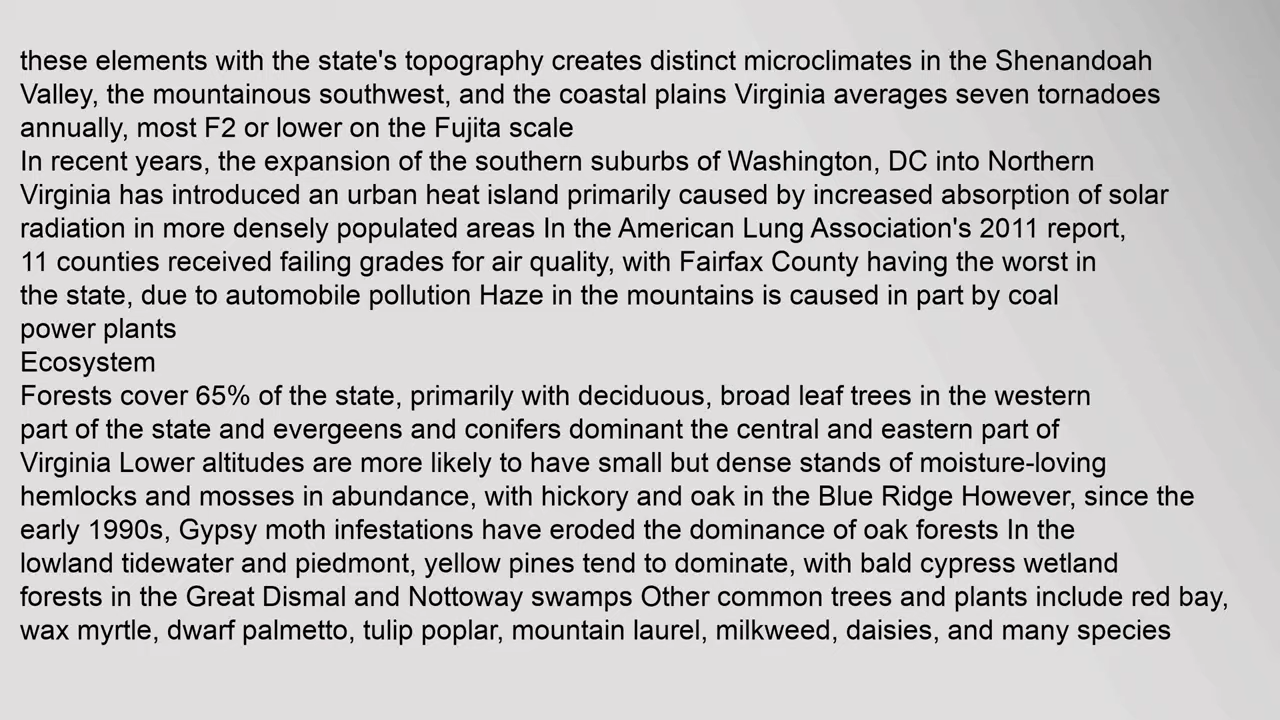 these elements with the state's topography creates distinct microclimates in the Shenandoah
Valley, the mountainous southwest, and the coastal plains Virginia averages seven tornadoes
annually, most F2 or lower on the Fujita scale
In recent years, the expansion of the southern suburbs of Washington, DC into Northern
Virginia has introduced an urban heat island primarily caused by increased absorption of solar
radiation in more densely populated areas In the American Lung Association's 2011 report,
11 counties received failing grades for air quality, with Fairfax County having the worst in
the state, due to automobile pollution Haze in the mountains is caused in part by coal
power plants
Ecosystem
Forests cover 65% of the state, primarily with deciduous, broad leaf trees in the western
part of the state and evergeens and conifers dominant the central and eastern part of
Virginia Lower altitudes are more likely to have small but dense stands of moisture-loving
hemlocks and mosses in abundance, with hickory and oak in the Blue Ridge However, since the
early 1990s, Gypsy moth infestations have eroded the dominance of oak forests In the
lowland tidewater and piedmont, yellow pines tend to dominate, with bald cypress wetland
forests in the Great Dismal and Nottoway swamps Other common trees and plants include red bay,
wax myrtle, dwarf palmetto, tulip poplar, mountain laurel, milkweed, daisies, and many species